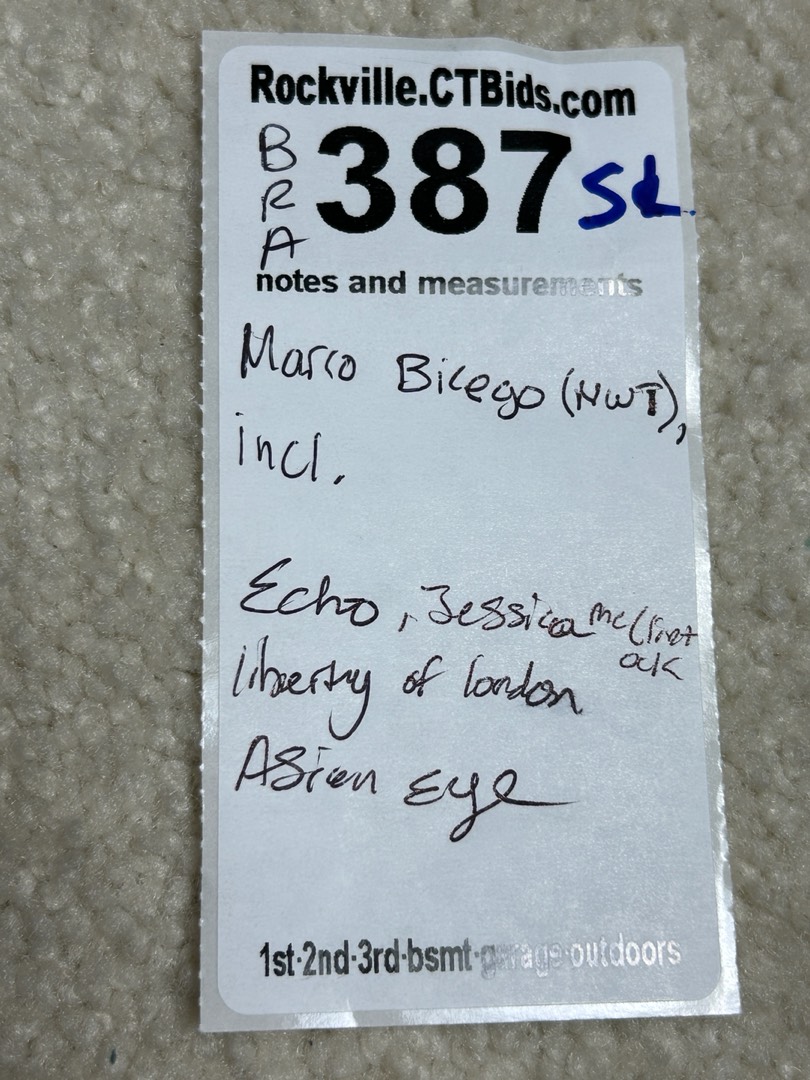 Rockville.CTBids.com
BRA 387 SL
notes and measurements
Marco Bicego (NWT),
incl.
Echo, Jessica McClintock
liberty of london
Asian Eye
1st·2nd·3rd·bsmt·garage·outdoors